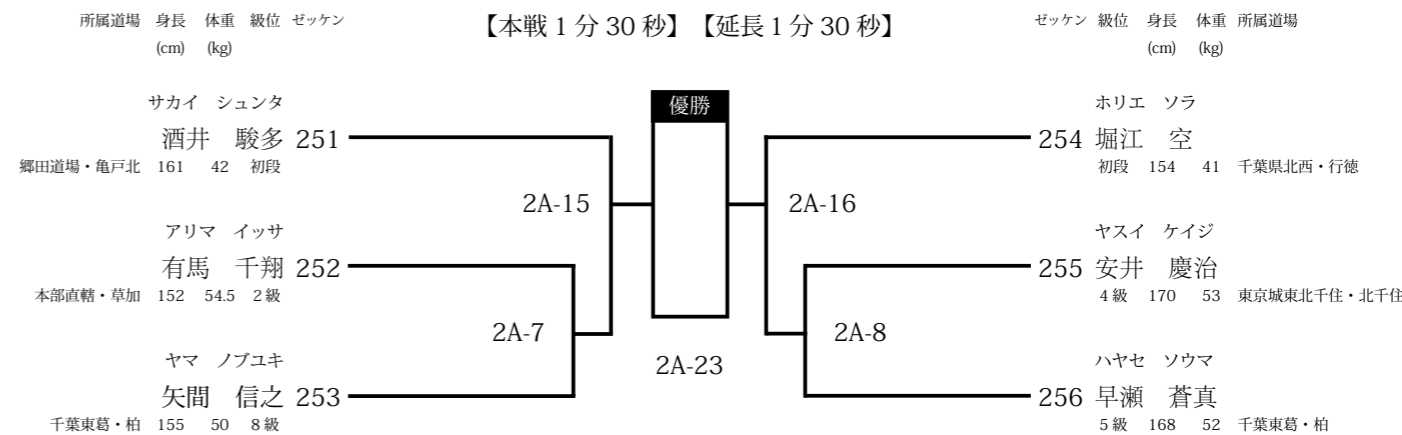 所属道場 身長 体重 級位 ゼッケン 【本戦1分30秒】【延長1分30秒】 ゼッケン 級位 身長 体重 所属道場
(cm) (kg) (cm) (kg)
優勝
サカイ シュンタ
酒井 駿多 251
郷田道場・亀戸北 161 42 初段
アリマ イッサ
有馬 千翔 252
本部直轄・草加 152 54.5 2級
ヤマ ノブユキ
矢間 信之 253
千葉東葛・柏 155 50 8級
2A-15
2A-7
2A-23
2A-16
2A-8
ホリエ ソラ
254 堀江 空
初段 154 41 千葉県北西・行徳
ヤスイ ケイジ
255 安井 慶治
4級 170 53 東京城東北千住・北千住
ハヤセ ソウマ
256 早瀬 蒼真
5級 168 52 千葉東葛・柏